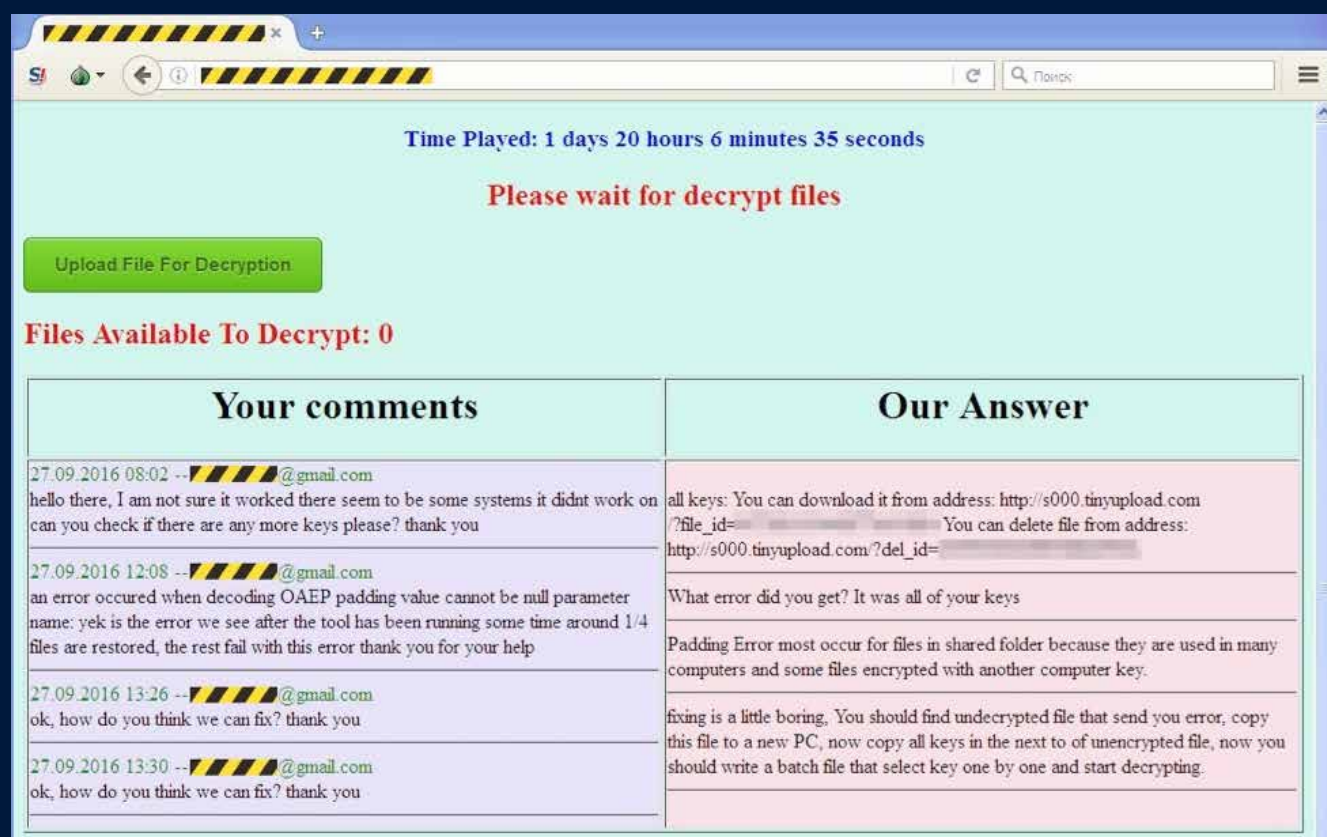 S!
Поиск
Time Played: 1 days 20 hours 6 minutes 35 seconds
Please wait for decrypt files
Upload File For Decryption
Files Available To Decrypt: 0
Your comments
27.09.2016 08:02 --@gmail.com
hello there, I am not sure it worked there seem to be some systems it didnt work on
can you check if there are any more keys please? thank you
27.09.2016 12:08 --@gmail.com
an error occured when decoding OAEP padding value cannot be null parameter
name: yek is the error we see after the tool has been running some time around 1/4
files are restored, the rest fail with this error thank you for your help
27.09.2016 13:26 --@gmail.com
ok, how do you think we can fix? thank you
27.09.2016 13:30 --@gmail.com
ok, how do you think we can fix? thank you
Our Answer
all keys: You can download it from address: http://s000.tinyupload.com
/?file_id= You can delete file from address:
http://s000.tinyupload.com/?del_id=
What error did you get? It was all of your keys
Padding Error most occur for files in shared folder because they are used in many
computers and some files encrypted with another computer key.
fixing is a little boring, You should find undecrypted file that send you error, copy
this file to a new PC, now copy all keys in the next to of unencrypted file, now you
should write a batch file that select key one by one and start decrypting.